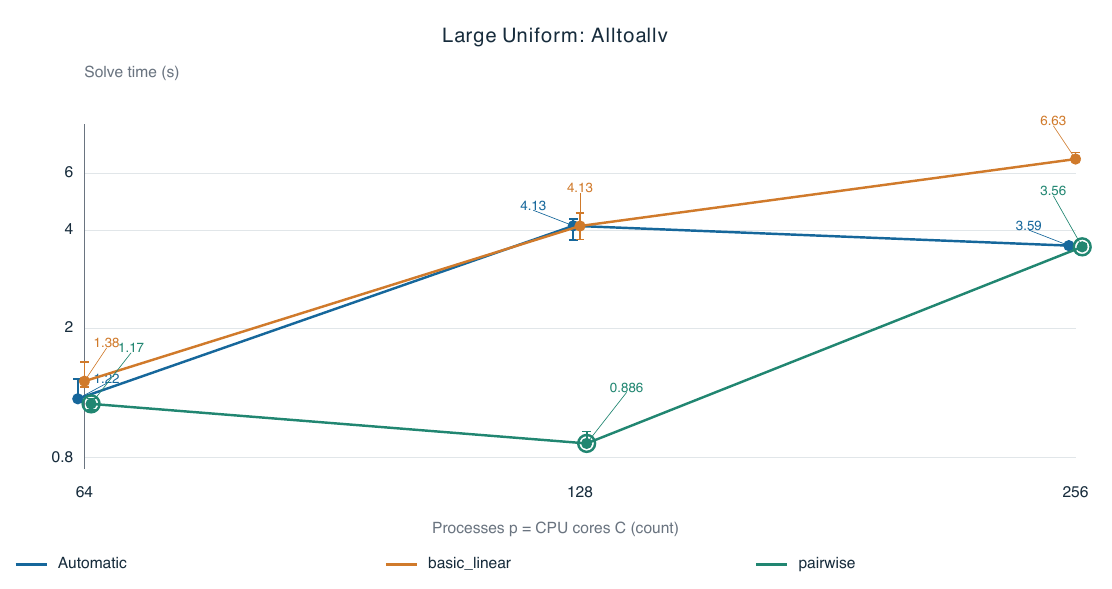 Large Uniform: Alltoallv
Solve time (s)
6.63
6
4.13
3.56
4.13
4
3.59
2
1.38
1.17
1.22
0.886
0.8
64 128 256
Processes p = CPU cores C (count)
Automatic basic_linear pairwise